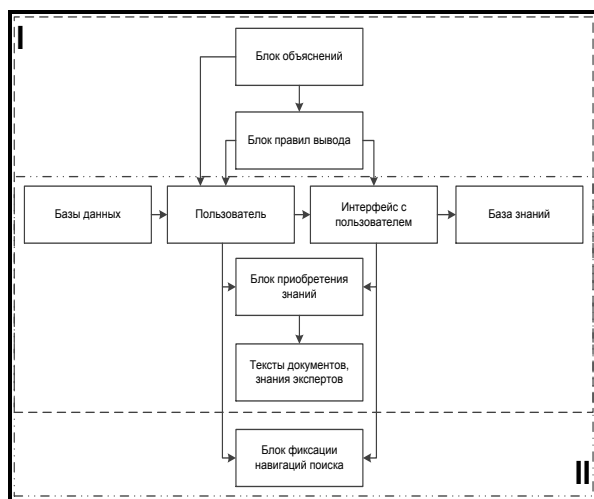 I
Блок объяснений
Блок правил вывода
Базы данных
Пользователь
Интерфейс с
пользователем
База знаний
Блок приобретения
знаний
Тексты документов,
знания экспертов
Блок фиксации
навигаций поиска
II